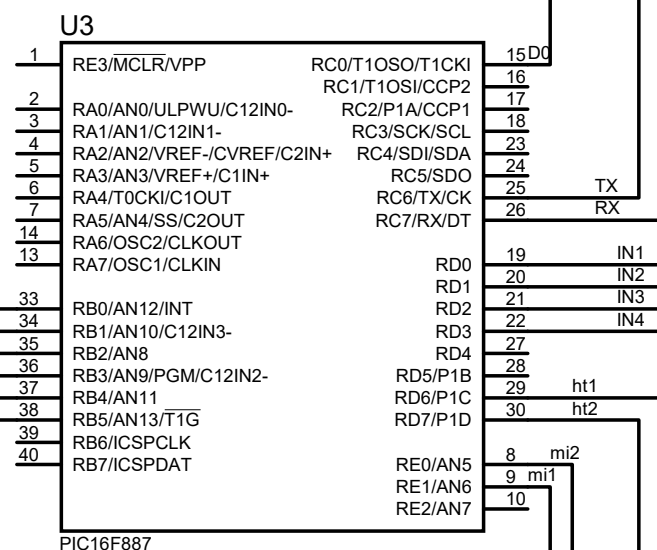 U3
1 RE3/MCLR/VPP RC0/T1OSO/T1CKI 15 D0
RC1/T1OSI/CCP2 16
2 RA0/AN0/ULPWU/C12IN0- RC2/P1A/CCP1 17
3 RA1/AN1/C12IN1- RC3/SCK/SCL 18
4 RA2/AN2/VREF-/CVREF/C2IN+ RC4/SDI/SDA 23
5 RA3/AN3/VREF+/C1IN+ RC5/SDO 24
6 RA4/T0CKI/C1OUT RC6/TX/CK 25 TX
7 RA5/AN4/SS/C2OUT RC7/RX/DT 26 RX
14 RA6/OSC2/CLKOUT
13 RA7/OSC1/CLKIN RD0 19 IN1
RD1 20 IN2
33 RB0/AN12/INT RD2 21 IN3
34 RB1/AN10/C12IN3- RD3 22 IN4
35 RB2/AN8 RD4 27
36 RB3/AN9/PGM/C12IN2- RD5/P1B 28
37 RB4/AN11 RD6/P1C 29 ht1
38 RB5/AN13/T1G RD7/P1D 30 ht2
39 RB6/ICSPCLK
40 RB7/ICSPDAT RE0/AN5 8 mi2
RE1/AN6 9 mi1
RE2/AN7 10
PIC16F887